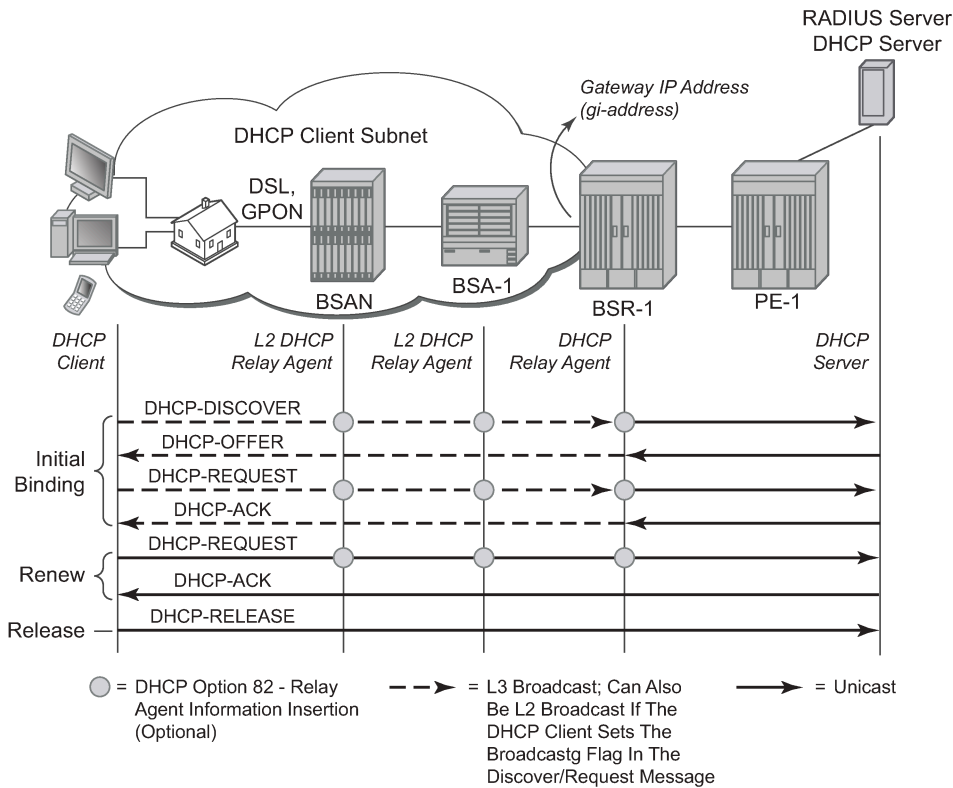 RADIUS Server
DHCP Server
Gateway IP Address
(gi-address)
DHCP Client Subnet
DSL,
GPON
BSAN
BSA-1
BSR-1
PE-1
DHCP
Client
L2 DHCP
Relay Agent
L2 DHCP
Relay Agent
DHCP
Relay Agent
DHCP
Server
Initial
Binding
DHCP-DISCOVER
DHCP-OFFER
DHCP-REQUEST
DHCP-ACK
Renew
DHCP-REQUEST
DHCP-ACK
Release
DHCP-RELEASE
= DHCP Option 82 - Relay
Agent Information Insertion
(Optional)
= L3 Broadcast; Can Also
Be L2 Broadcast If The
DHCP Client Sets The
Broadcastg Flag In The
Discover/Request Message
= Unicast